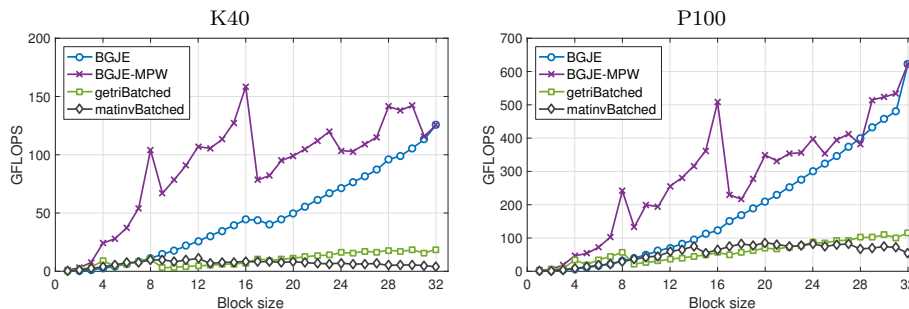 K40
200
150
100
50
0
GFLOPS
BGJE
BGJE-MPW
getriBatched
matinvBatched
0 4 8 12 16 20 24 28 32
Block size
P100
700
600
500
400
300
200
100
0
GFLOPS
BGJE
BGJE-MPW
getriBatched
matinvBatched
0 4 8 12 16 20 24 28 32
Block size